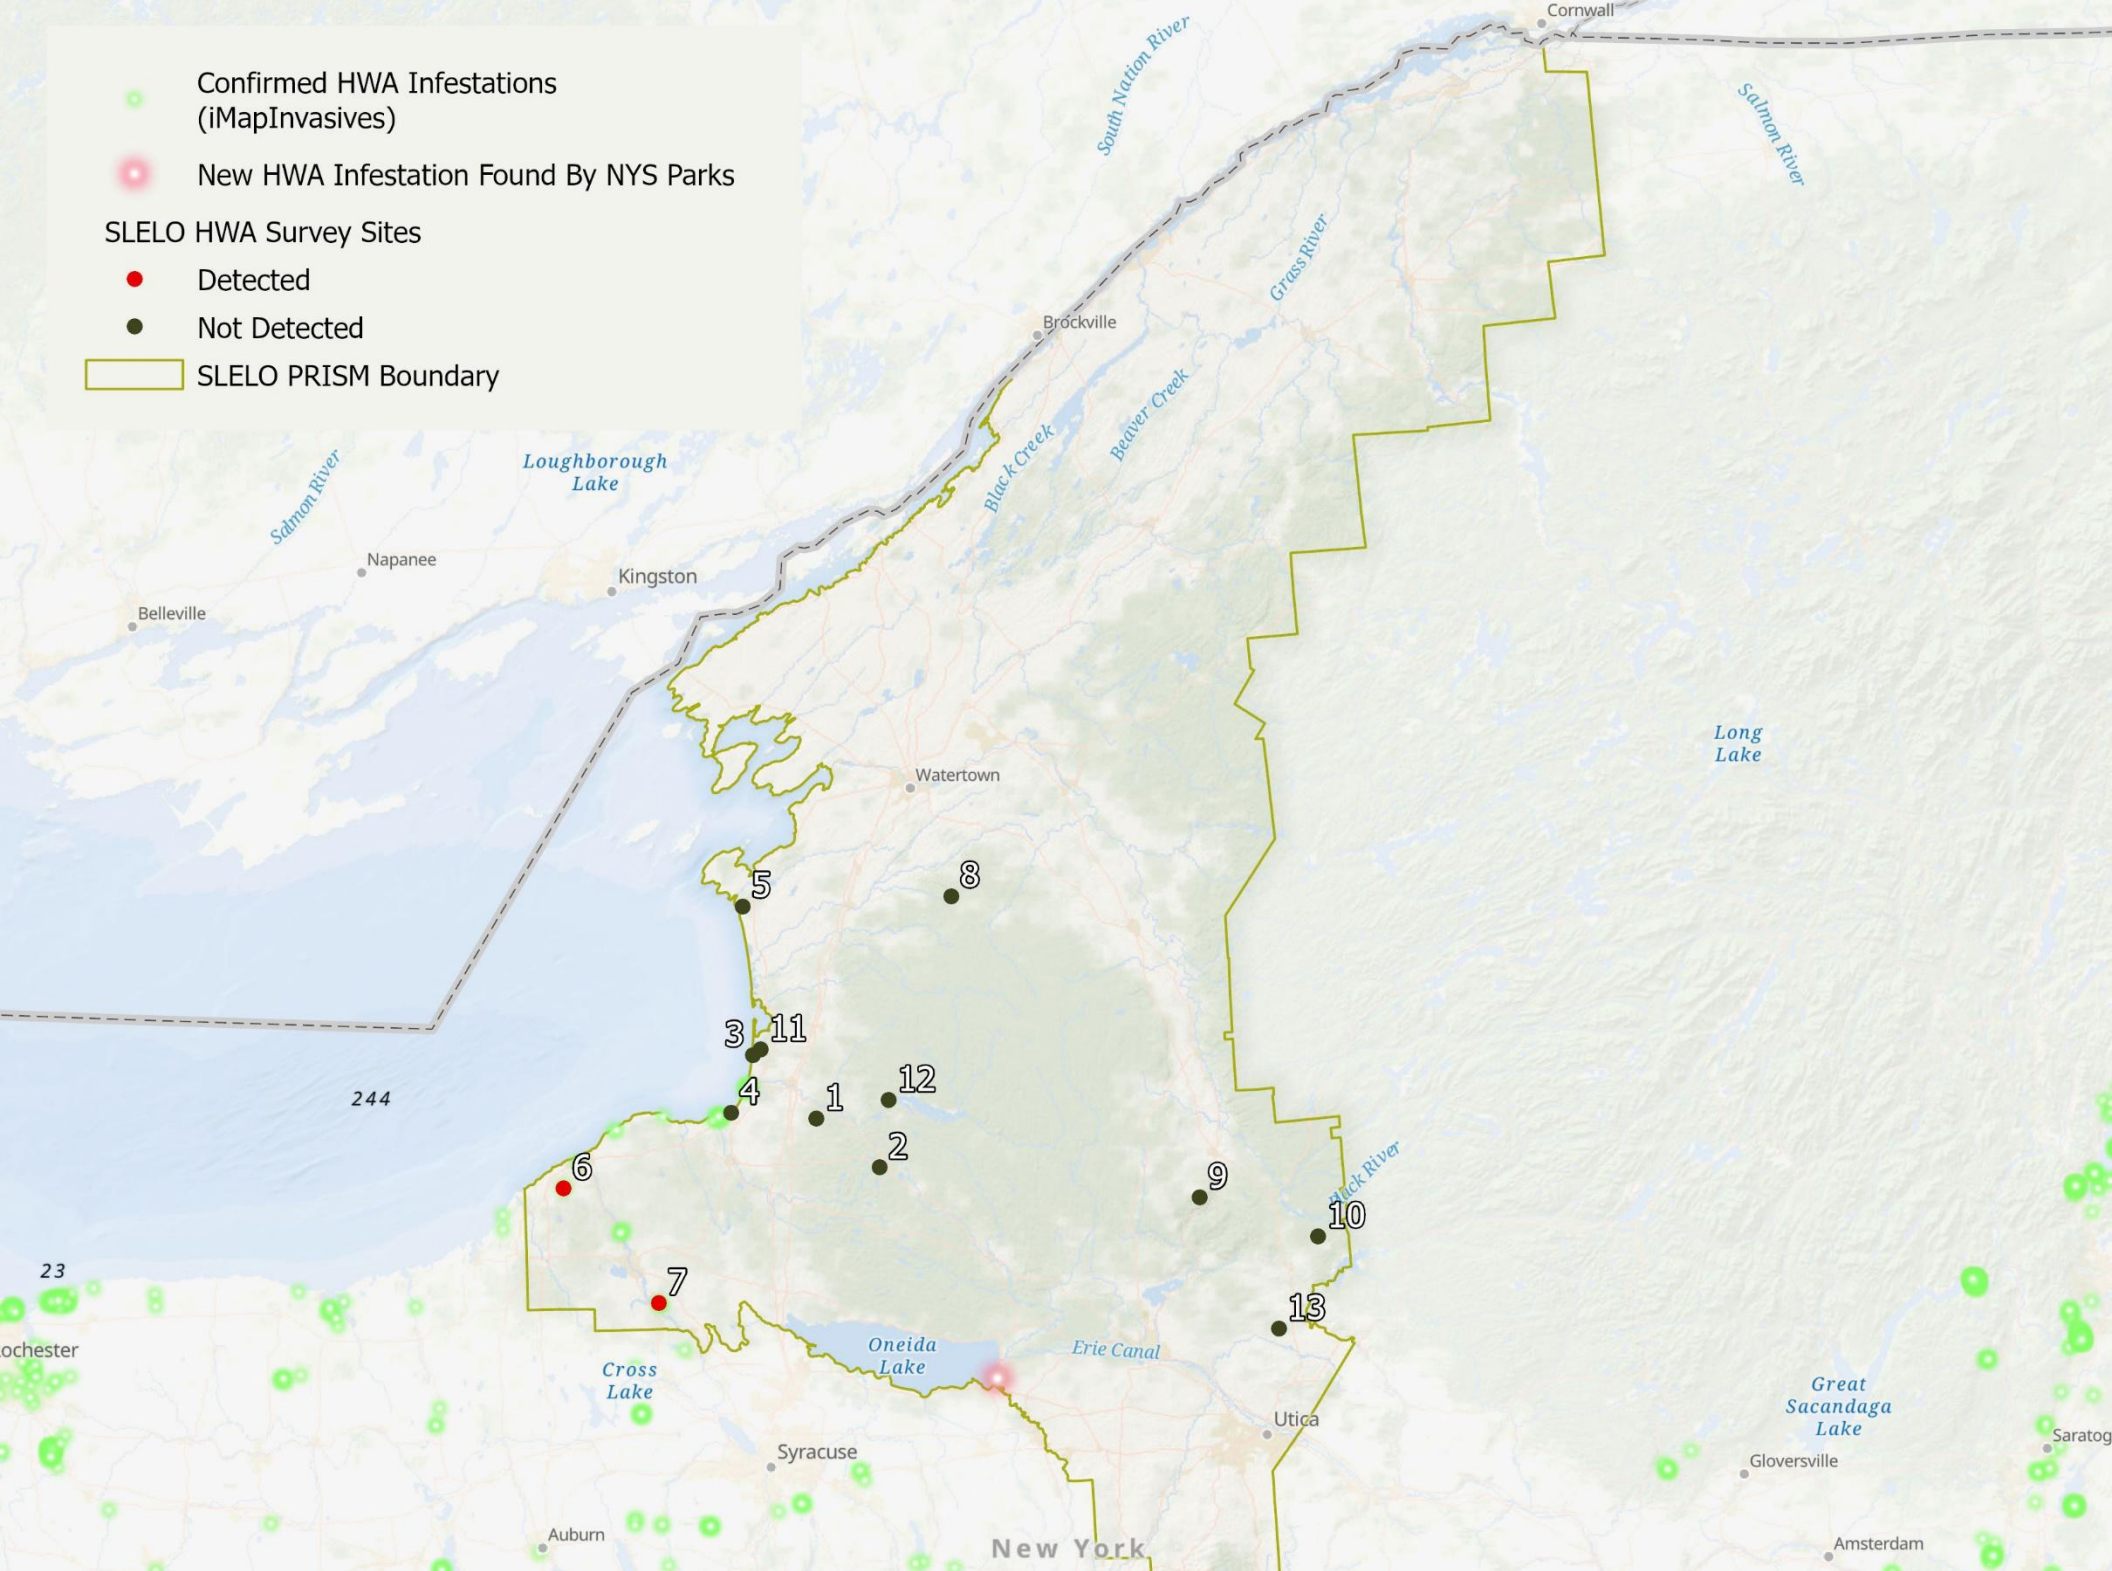 Cornwall
Confirmed HWA Infestations
(iMapInvasives)
New HWA Infestation Found By NYS Parks
SLELO HWA Survey Sites
Detected
Not Detected
SLELO PRISM Boundary
South Nation River
Salmon River
Grass River
Brockville
Beaver Creek
Black Creek
Loughborough
Lake
Salmon River
Napanee
Kingston
Belleville
Long
Lake
Watertown
5
8
3
11
4
12
1
2
244
6
9
Black River
10
7
13
23
ochester
Oneida
Lake
Erie Canal
Cross
Lake
Great
Sacandaga
Lake
Utica
Syracuse
Saratog
Gloversville
Auburn
New York
Amsterdam